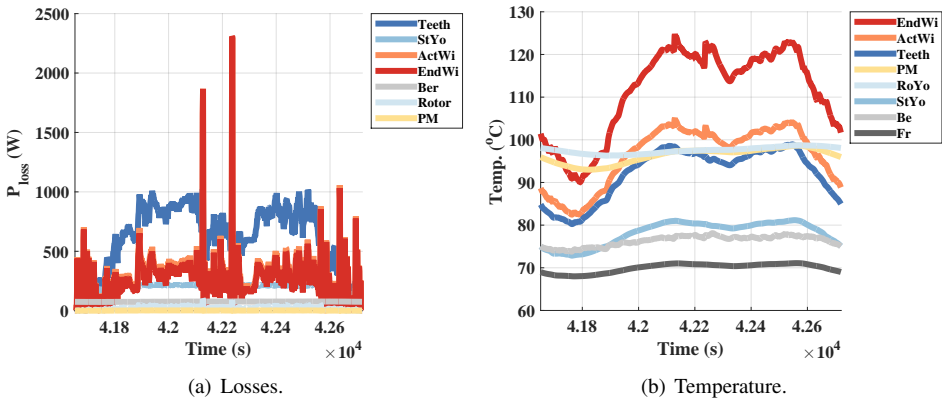 2500
2000
1500
1000
500
0
P_loss (W)
4.18
4.2
4.22
4.24
4.26
Time (s)
×10^4
Teeth
StYo
ActWi
EndWi
Ber
Rotor
PM
(a) Losses.
130
120
110
100
90
80
70
60
Temp. (°C)
4.18
4.2
4.22
4.24
4.26
Time (s)
×10^4
EndWi
ActWi
Teeth
PM
RoYo
StYo
Be
Fr
(b) Temperature.